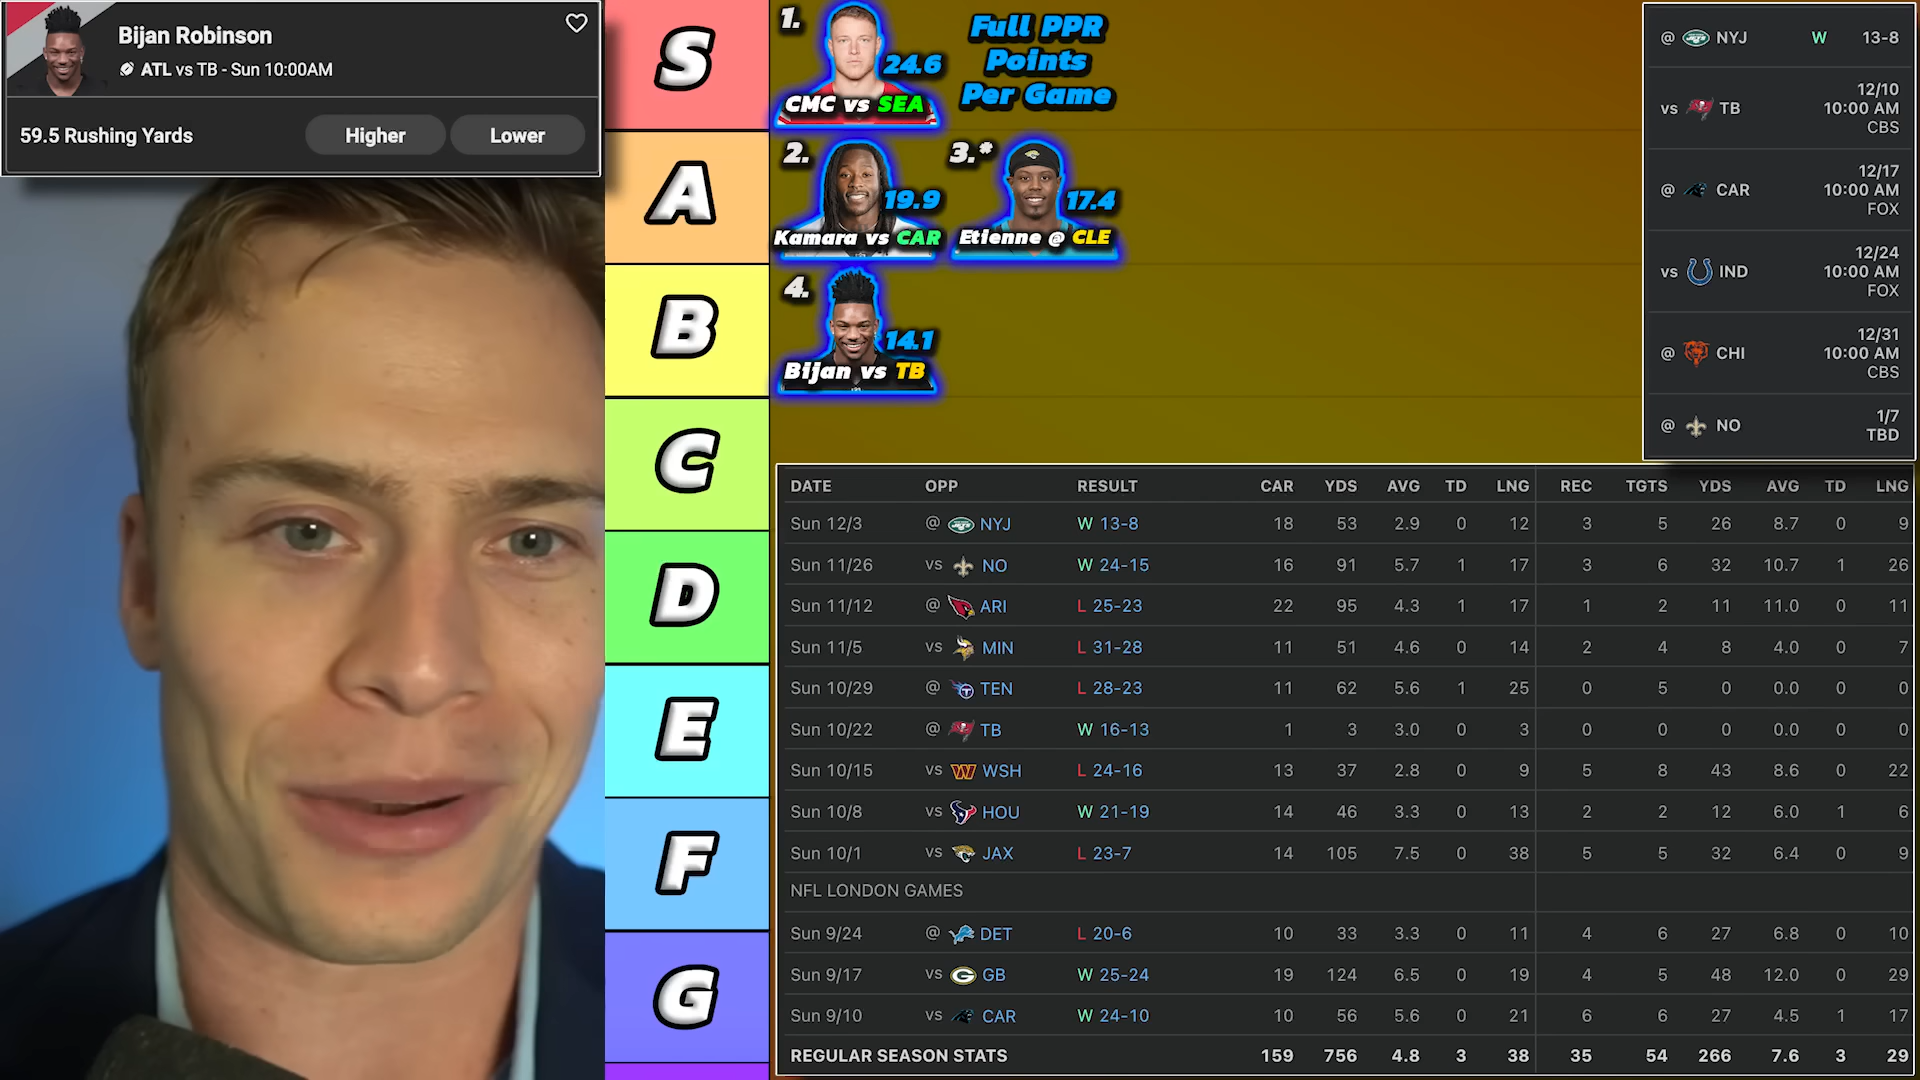 Bijan Robinson
ATL vs TB - Sun 10:00AM
59.5 Rushing Yards
Higher
Lower
S
A
B
C
D
E
F
G
1.
24.6
CMC vs SEA
Full PPR
Points
Per Game
2.
19.9
Kamara vs CAR
3.*
17.4
Etienne @ CLE
4.
14.1
Bijan vs TB
@ NYJ W 13-8
vs TB 12/10 10:00 AM CBS
@ CAR 12/17 10:00 AM FOX
vs IND 12/24 10:00 AM FOX
@ CHI 12/31 10:00 AM CBS
@ NO 1/7 TBD
DATE OPP RESULT CAR YDS AVG TD LNG REC TGTS YDS AVG TD LNG
Sun 12/3 @ NYJ W 13-8 18 53 2.9 0 12 3 5 26 8.7 0 9
Sun 11/26 vs NO W 24-15 16 91 5.7 1 17 3 6 32 10.7 1 26
Sun 11/12 @ ARI L 25-23 22 95 4.3 1 17 1 2 11 11.0 0 11
Sun 11/5 vs MIN L 31-28 11 51 4.6 0 14 2 4 8 4.0 0 7
Sun 10/29 @ TEN L 28-23 11 62 5.6 1 25 0 5 0 0.0 0 0
Sun 10/22 @ TB W 16-13 1 3 3.0 0 3 0 0 0 0.0 0 0
Sun 10/15 vs WSH L 24-16 13 37 2.8 0 9 5 8 43 8.6 0 22
Sun 10/8 vs HOU W 21-19 14 46 3.3 0 13 2 2 12 6.0 1 6
Sun 10/1 vs JAX L 23-7 14 105 7.5 0 38 5 5 32 6.4 0 9
NFL LONDON GAMES
Sun 9/24 @ DET L 20-6 10 33 3.3 0 11 4 6 27 6.8 0 10
Sun 9/17 vs GB W 25-24 19 124 6.5 0 19 4 5 48 12.0 0 29
Sun 9/10 vs CAR W 24-10 10 56 5.6 0 21 6 6 27 4.5 1 17
REGULAR SEASON STATS 159 756 4.8 3 38 35 54 266 7.6 3 29